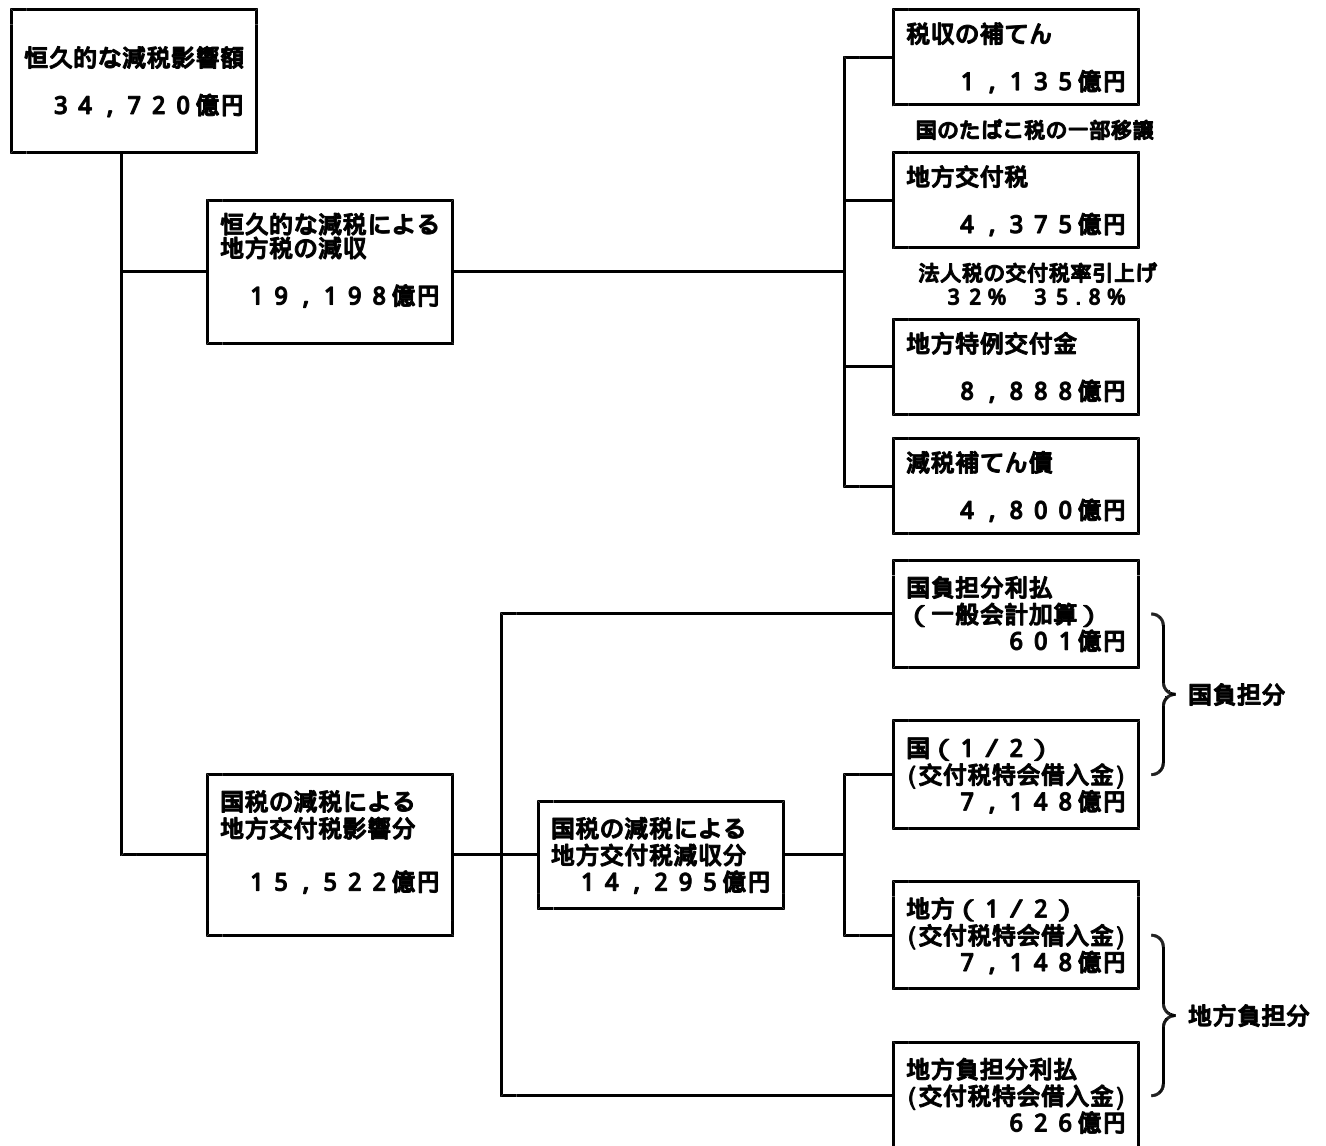 恒久的な減税影響額
３４，７２０億円
恒久的な減税による
地方税の減収
１９，１９８億円
税収の補てん
１，１３５億円
国のたばこ税の一部移譲
地方交付税
４，３７５億円
法人税の交付税率引上げ
３２％　３５.８％
地方特例交付金
８，８８８億円
減税補てん債
４，８００億円
国税の減税による
地方交付税影響分
１５，５２２億円
国税の減税による
地方交付税減収分
１４，２９５億円
国負担分利払
（一般会計加算）
６０１億円
国（１/２）
(交付税特会借入金)
７，１４８億円
国負担分
地方（１/２）
(交付税特会借入金)
７，１４８億円
地方負担分利払
(交付税特会借入金)
６２６億円
地方負担分